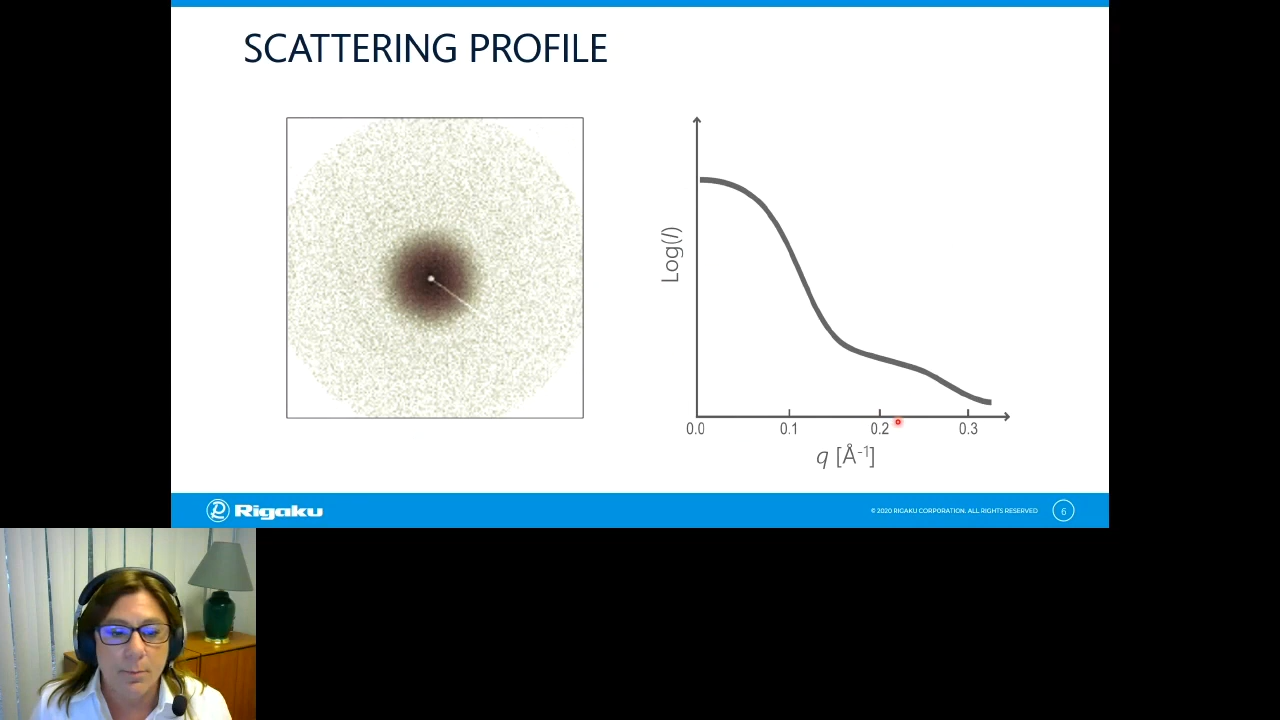 SCATTERING PROFILE
Log(I)
0.0 0.1 0.2 0.3
q [Å-1]
Rigaku
© 2020 RIGAKU CORPORATION. ALL RIGHTS RESERVED
6